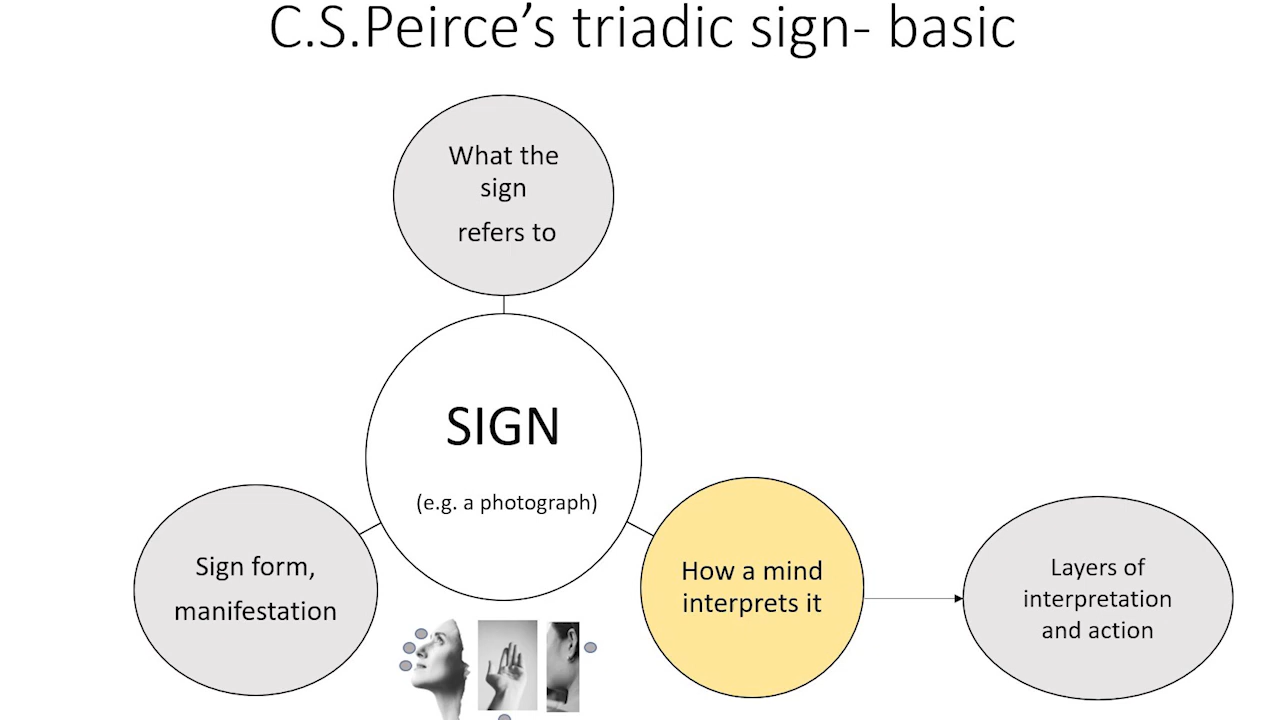 C.S.Peirce’s triadic sign- basic
What the
sign
refers to
SIGN
(e.g. a photograph)
Sign form,
manifestation
How a mind
interprets it
Layers of
interpretation
and action